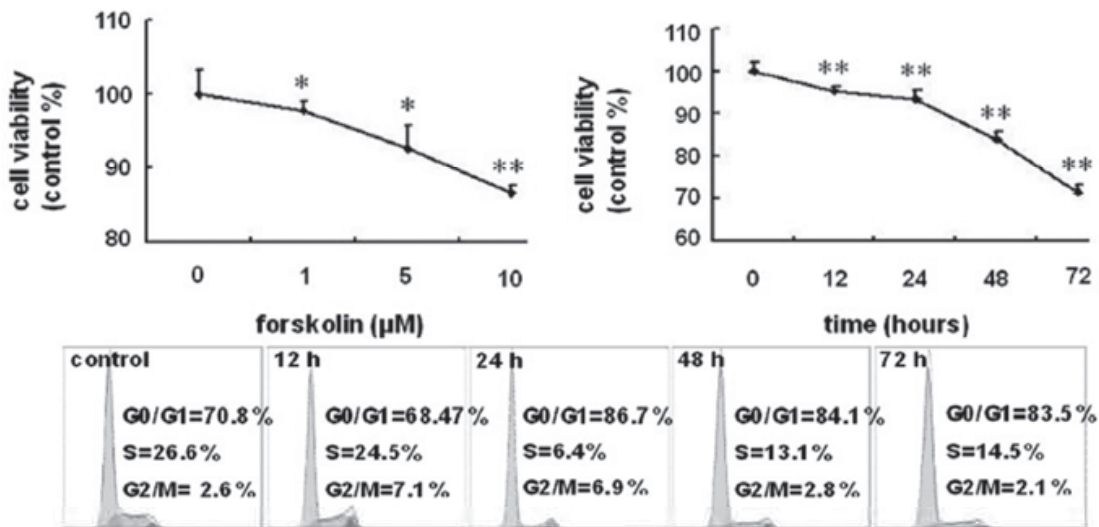 110
100
90
80
cell viability
(control %)
*
*
**
0 1 5 10
forskolin (µM)
110
100
90
80
70
60
cell viability
(control %)
**
**
**
**
0 12 24 48 72
time (hours)
control
G0/G1=70.8%
S=26.6%
G2/M= 2.6%
12 h
G0/G1=68.47%
S=24.5%
G2/M=7.1%
24 h
G0/G1=86.7%
S=6.4%
G2/M=6.9%
48 h
G0/G1=84.1%
S=13.1%
G2/M=2.8%
72 h
G0/G1=83.5%
S=14.5%
G2/M=2.1%